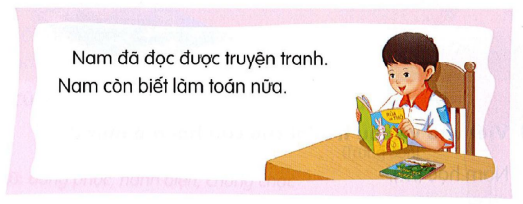 Nam đã đọc được truyện tranh.
Nam còn biết làm toán nữa.